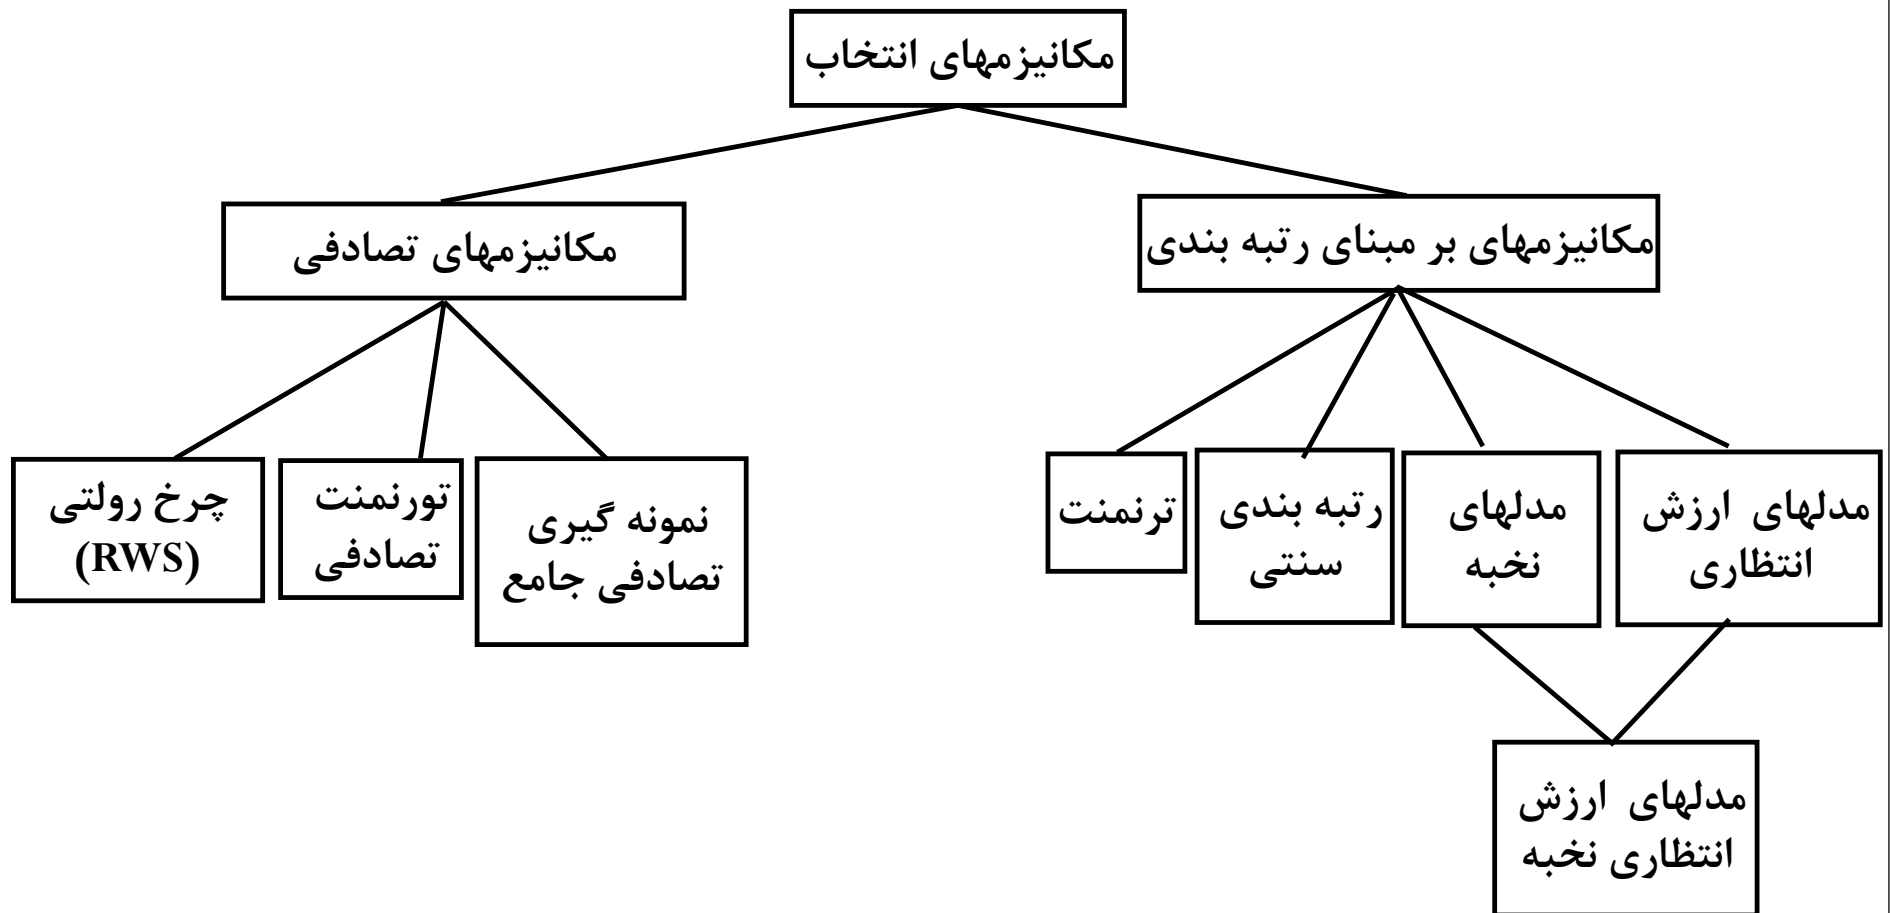 مکانیزمهای انتخاب
مکانیزمهای بر مبنای رتبه بندی
مکانیزمهای تصادفی
مدلهای ارزش
انتظاری
مدلهای
نخبه
رتبه بندی
سنتی
ترنمنت
نمونه گیری
تصادفی جامع
تورنمنت
تصادفی
چرخ رولتی
(RWS)
مدلهای ارزش
انتظاری نخبه